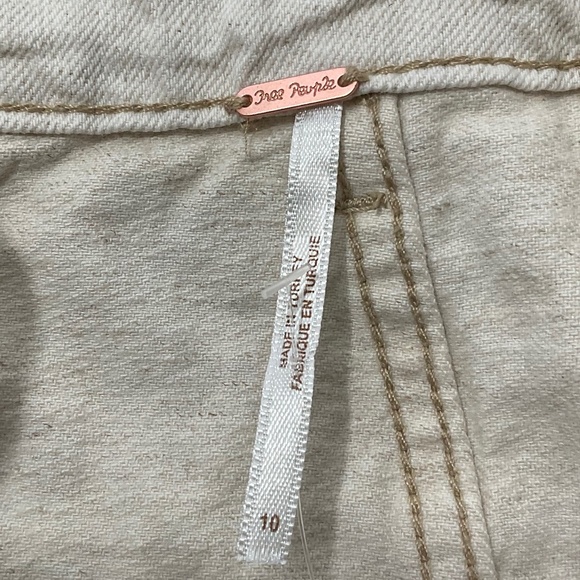 Free People
MADE IN TURKEY
FABRIQUE EN TURQUIE
10